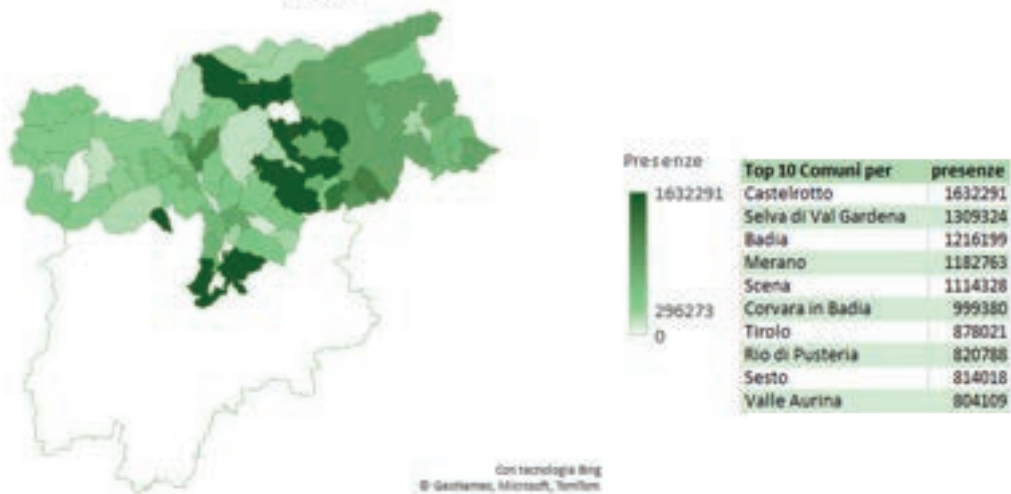 Presenze
1632291
296273
0
Top 10 Comuni per presenze
Castelrotto 1632291
Selva di Val Gardena 1309324
Badia 1216199
Merano 1182763
Scena 1114328
Corvara in Badia 999380
Tirolo 878021
Rio di Pusteria 820788
Sesto 814018
Valle Aurina 804109
Con tecnologia Bing
© GeoNames, Microsoft, TomTom